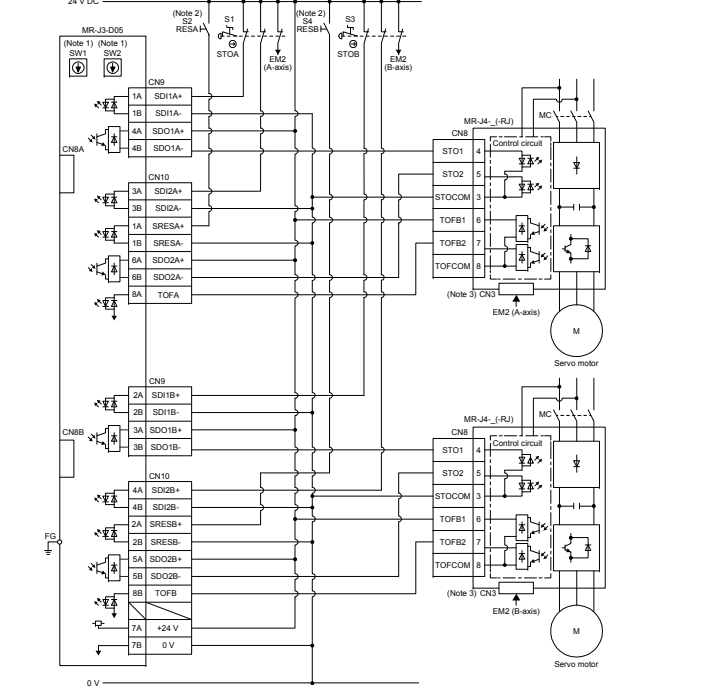 24 V DC
(Note 2)
S2
RESA
S1
STOA
EM2
(A-axis)
(Note 2)
S4
RESB
S3
STOB
EM2
(B-axis)
MR-J3-D05
(Note 1) (Note 1)
SW1 SW2
CN8A
CN9
1A SDI1A+
1B SDI1A-
4A SDO1A+
4B SDO1A-
CN10
3A SDI2A+
3B SDI2A-
1A SRESA+
1B SRESA-
6A SDO2A+
6B SDO2A-
8A TOFA
MC
MR-J4-_(-RJ)
CN8
Control circuit
STO1 4
STO2 5
STOCOM 3
TOFB1 6
TOFB2 7
TOFCOM 8
(Note 3) CN3
EM2 (A-axis)
M
Servo motor
CN8B
CN9
2A SDI1B+
2B SDI1B-
3A SDO1B+
3B SDO1B-
CN10
4A SDI2B+
4B SDI2B-
2A SRESB+
2B SRESB-
5A SDO2B+
5B SDO2B-
8B TOFB
7A +24 V
7B 0 V
FG
MC
MR-J4-_(-RJ)
CN8
Control circuit
STO1 4
STO2 5
STOCOM 3
TOFB1 6
TOFB2 7
TOFCOM 8
(Note 3) CN3
EM2 (B-axis)
M
Servo motor
0 V